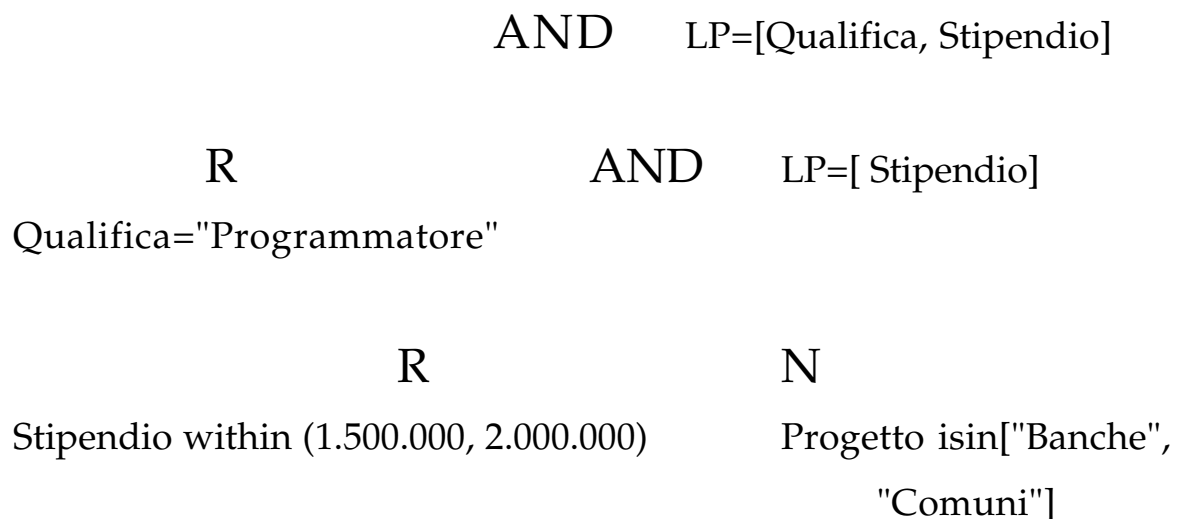 AND LP=[Qualifica, Stipendio]
R AND LP=[ Stipendio]
Qualifica="Programmatore"
R N
Stipendio within (1.500.000, 2.000.000) Progetto isin["Banche",
"Comuni"]